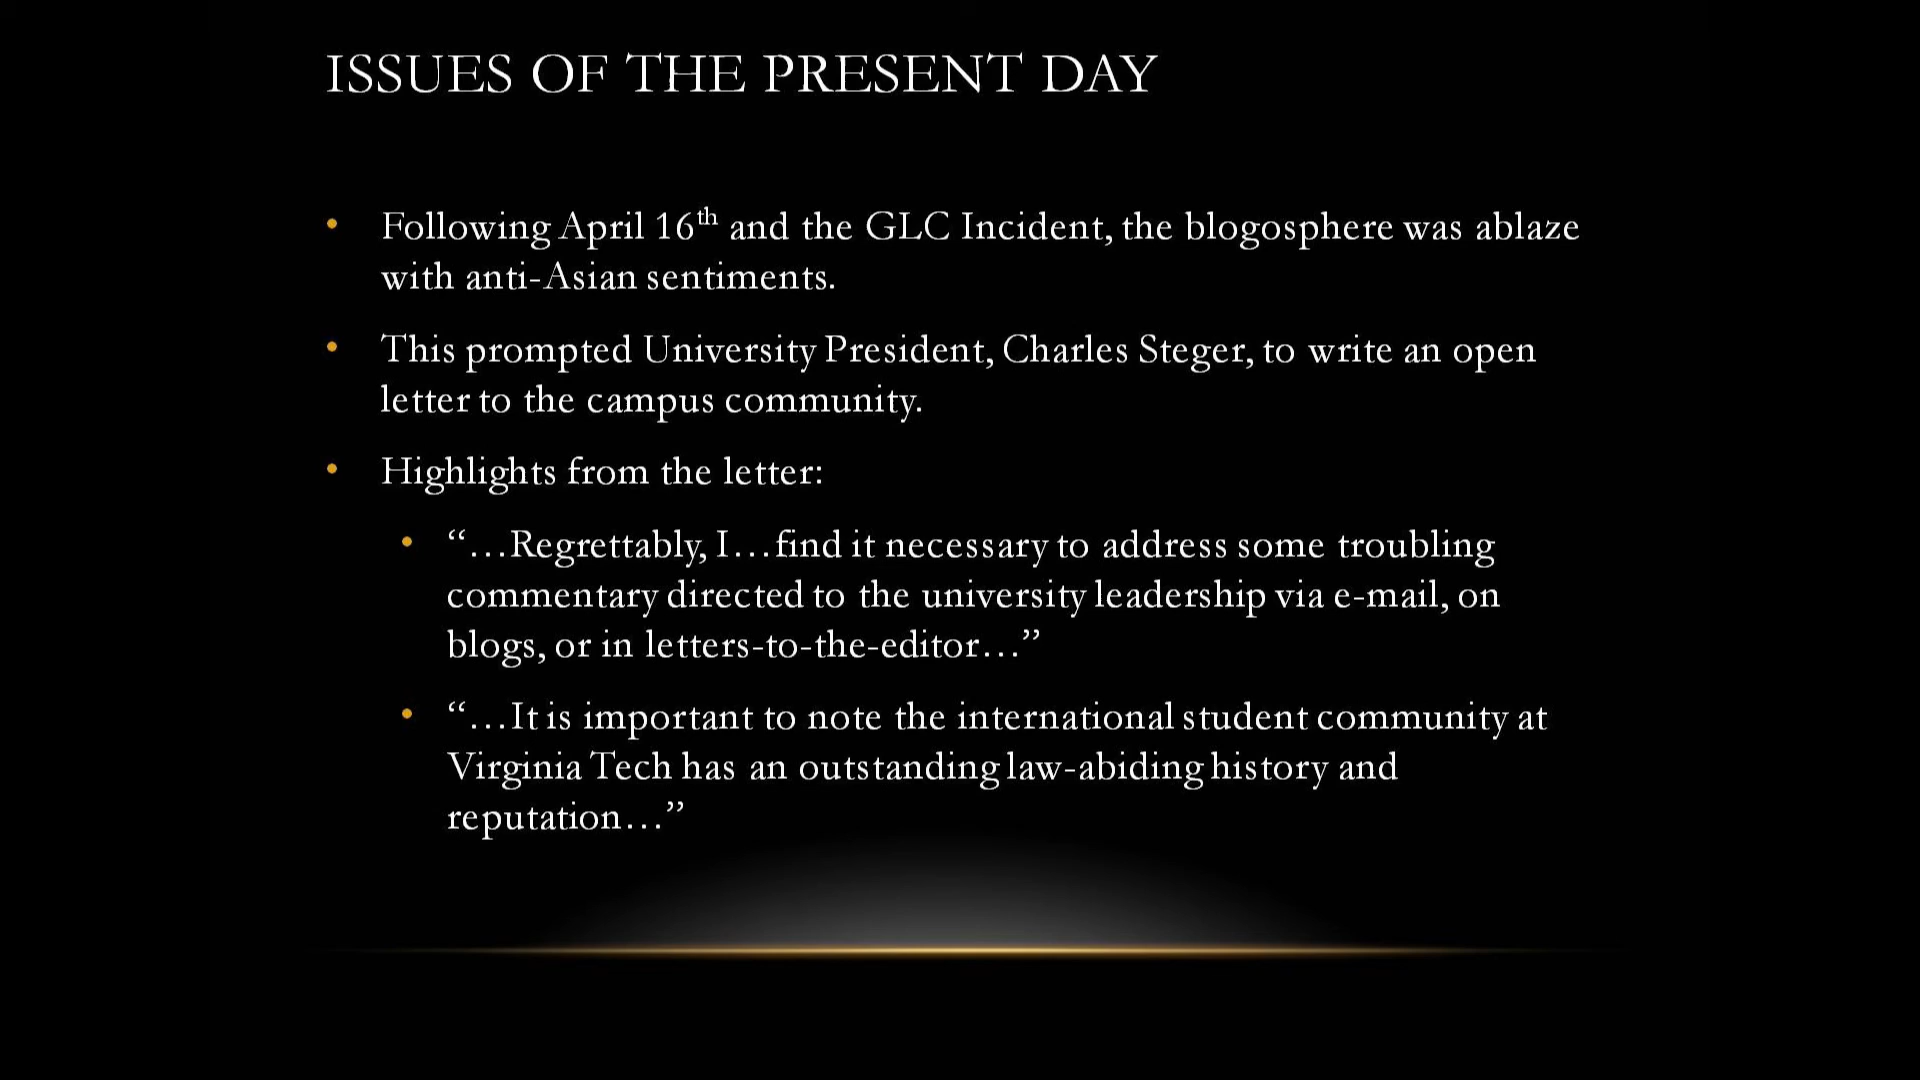 ISSUES OF THE PRESENT DAY
• Following April 16th and the GLC Incident, the blogosphere was ablaze
with anti-Asian sentiments.
• This prompted University President, Charles Steger, to write an open
letter to the campus community.
• Highlights from the letter:
• “…Regrettably, I…find it necessary to address some troubling
commentary directed to the university leadership via e-mail, on
blogs, or in letters-to-the-editor…”
• “…It is important to note the international student community at
Virginia Tech has an outstanding law-abiding history and
reputation…”